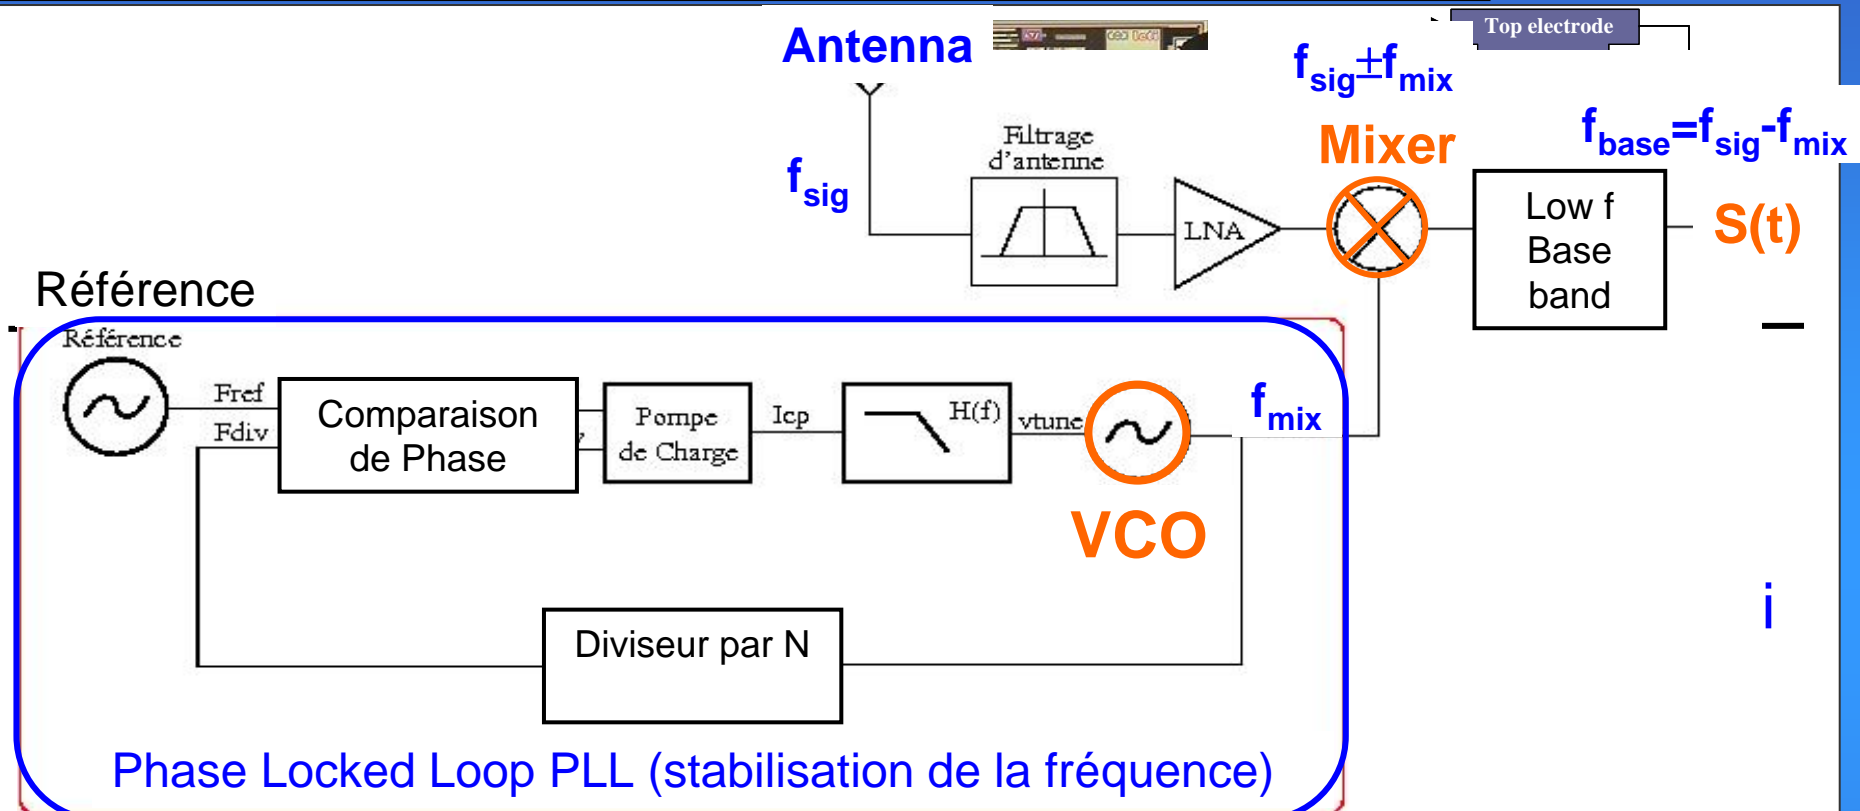 Top electrode
Antenna
fsig±fmix
fbase=fsig-fmix
Filtrage
d'antenne
Mixer
fsig
LNA
Low f
Base
band
S(t)
Référence
Référence
Fref
Fdiv
Comparaison
de Phase
Pompe
de Charge
Icp
H(f)
vtune
fmix
VCO
Diviseur par N
i
Phase Locked Loop PLL (stabilisation de la fréquence)